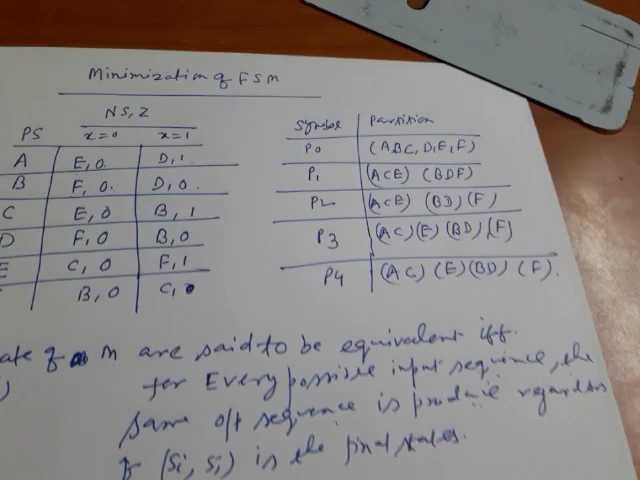 Minimization of FSM
NS, Z
PS x=0 x=1
A E, 0. D, 1.
B F, 0. D, 0.
C E, 0 B, 1
D F, 0 B, 0
E C, 0 F, 1
B, 0 C,
Symbol Partition
P0 (ABC, D, E, F)
P1 (ACE) (BDF)
P2 (ACE) (BD) (F)
P3 (AC) (E) (BD) (F)
P4 (AC) (E) (BD) (F).
ate of M are said to be equivalent iff.
for Every possible input sequence, the
same o/p sequence is produce regardless
if (Si, Sj) is the final states.